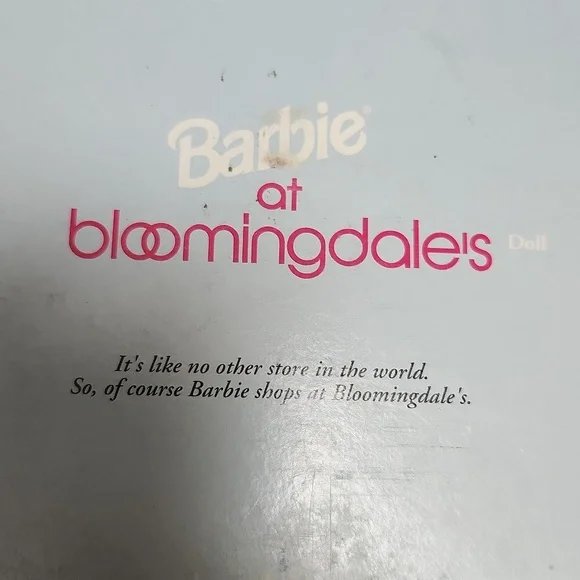 Barbie®
at
bloomingdale's Doll
It's like no other store in the world.
So, of course Barbie shops at Bloomingdale's.